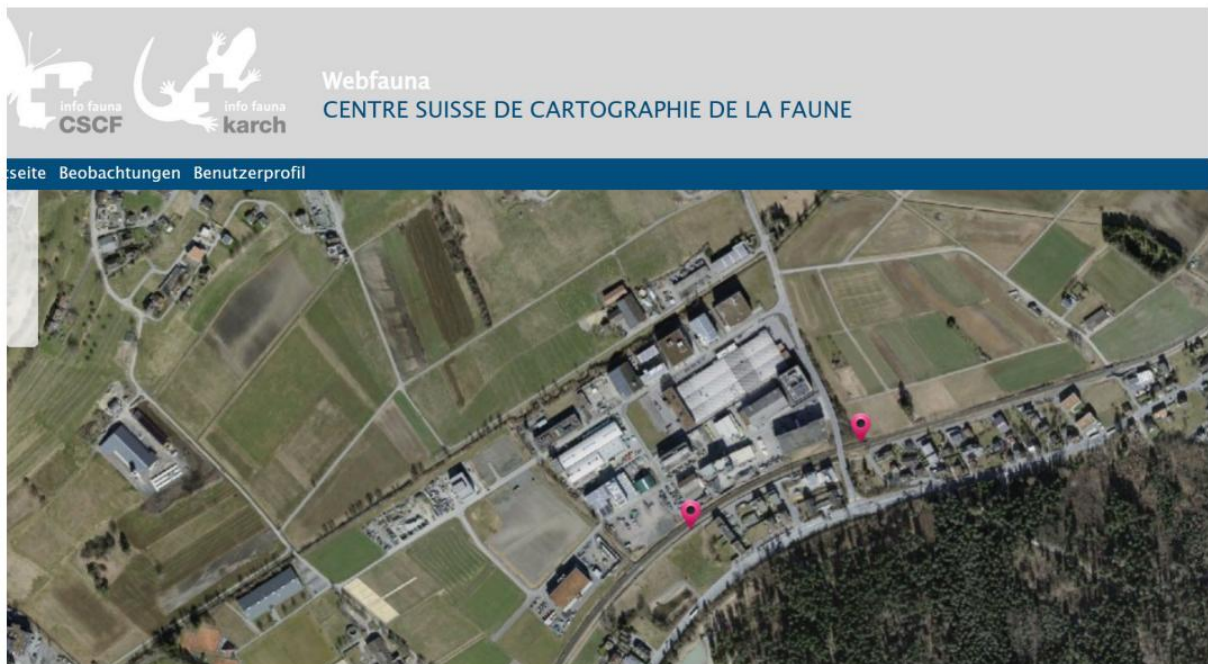 info fauna
CSCF
info fauna
karch
Webfauna
CENTRE SUISSE DE CARTOGRAPHIE DE LA FAUNE
Beobachtungen Benutzerprofil